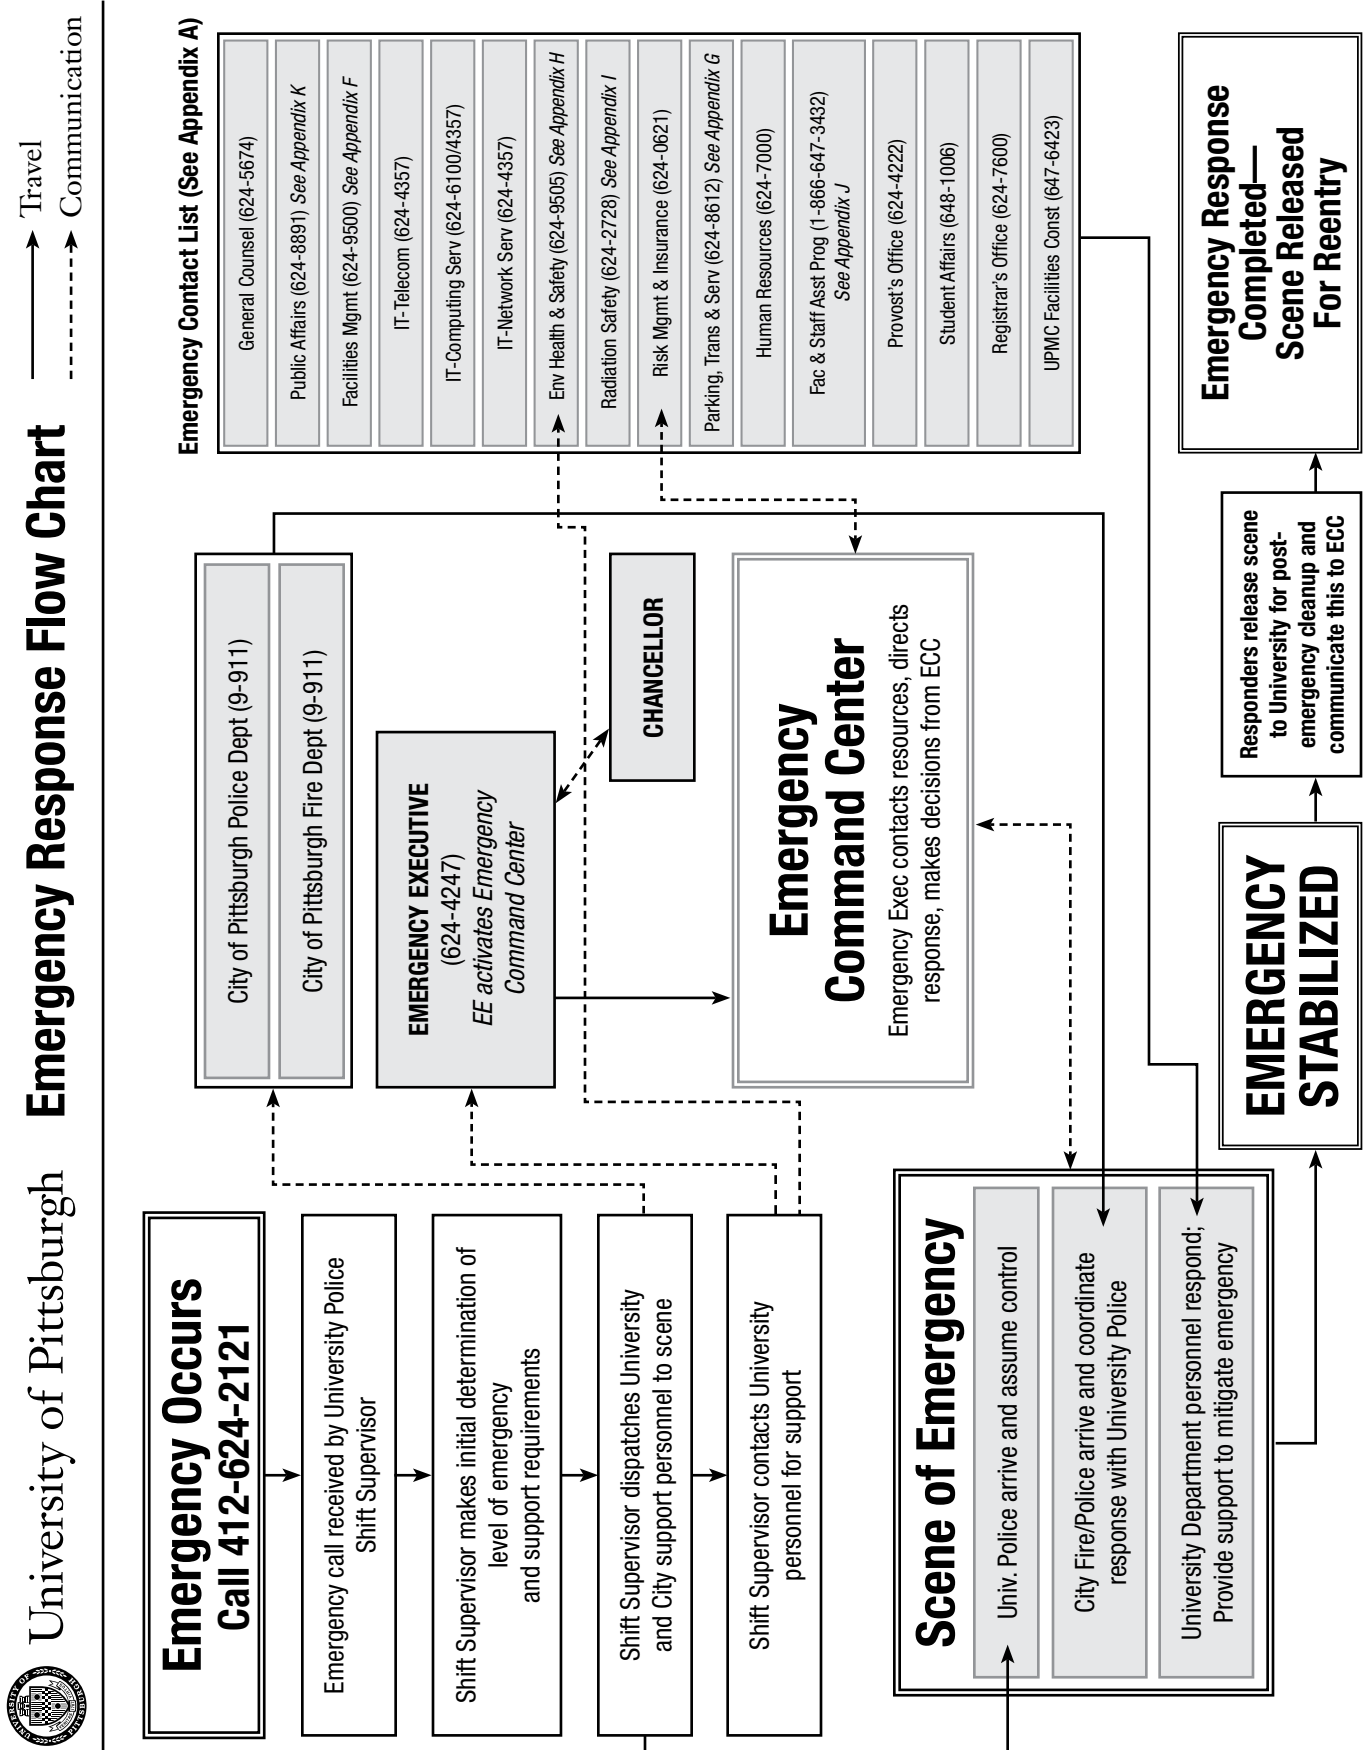 UNIVERSITY OF PITTSBURGH
University of Pittsburgh
Emergency Response Flow Chart
Travel
Communication
Emergency Occurs
Call 412-624-2121
Emergency call received by University Police
Shift Supervisor
Shift Supervisor makes initial determination of
level of emergency
and support requirements
Shift Supervisor dispatches University
and City support personnel to scene
Shift Supervisor contacts University
personnel for support
City of Pittsburgh Police Dept (9-911)
City of Pittsburgh Fire Dept (9-911)
EMERGENCY EXECUTIVE
(624-4247)
EE activates Emergency
Command Center
CHANCELLOR
Emergency
Command Center
Emergency Exec contacts resources, directs
response, makes decisions from ECC
Emergency Contact List (See Appendix A)
General Counsel (624-5674)
Public Affairs (624-8891) See Appendix K
Facilities Mgmt (624-9500) See Appendix F
IT-Telecom (624-4357)
IT-Computing Serv (624-6100/4357)
IT-Network Serv (624-4357)
Env Health & Safety (624-9505) See Appendix H
Radiation Safety (624-2728) See Appendix I
Risk Mgmt & Insurance (624-0621)
Parking, Trans & Serv (624-8612) See Appendix G
Human Resources (624-7000)
Fac & Staff Asst Prog (1-866-647-3432)
See Appendix J
Provost's Office (624-4222)
Student Affairs (648-1006)
Registrar's Office (624-7600)
UPMC Facilities Const (647-6423)
Scene of Emergency
Univ. Police arrive and assume control
City Fire/Police arrive and coordinate
response with University Police
University Department personnel respond;
Provide support to mitigate emergency
EMERGENCY
STABILIZED
Responders release scene
to University for post-
emergency cleanup and
communicate this to ECC
Emergency Response
Completed—
Scene Released
For Reentry